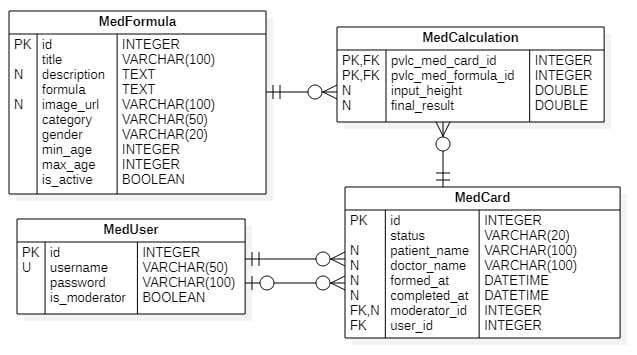 MedFormula
PK id INTEGER
title VARCHAR(100)
N description TEXT
formula TEXT
N image_url VARCHAR(100)
category VARCHAR(50)
gender VARCHAR(20)
min_age INTEGER
max_age INTEGER
is_active BOOLEAN
MedCalculation
PK,FK pvlc_med_card_id INTEGER
PK,FK pvlc_med_formula_id INTEGER
N input_height DOUBLE
N final_result DOUBLE
MedUser
PK id INTEGER
U username VARCHAR(50)
password VARCHAR(100)
is_moderator BOOLEAN
MedCard
PK id INTEGER
status VARCHAR(20)
N patient_name VARCHAR(100)
N doctor_name VARCHAR(100)
N formed_at DATETIME
N completed_at DATETIME
FK,N moderator_id INTEGER
FK user_id INTEGER